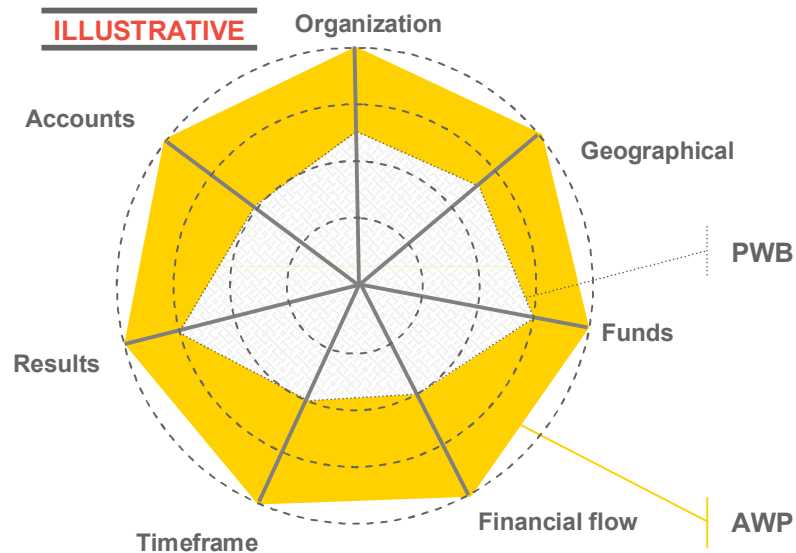 ILLUSTRATIVE
Organization
Accounts
Geographical
PWB
Funds
Results
Financial flow
AWP
Timeframe